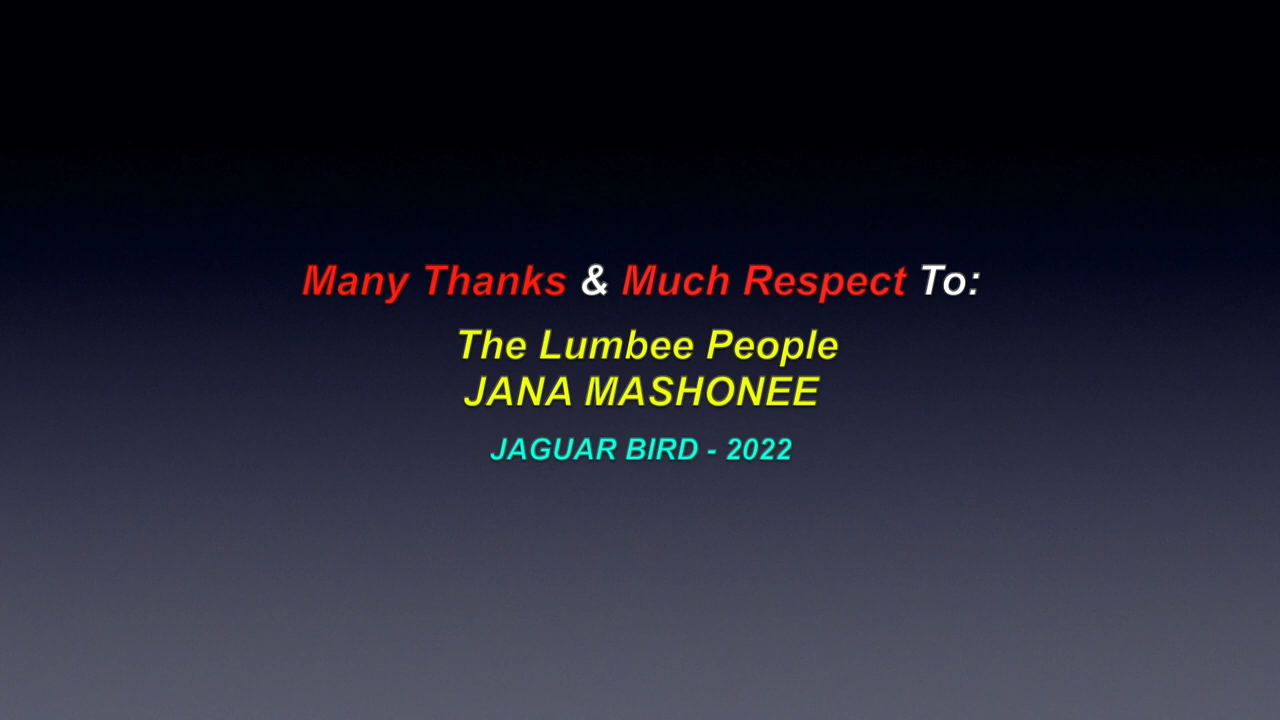 Many Thanks & Much Respect To:
The Lumbee People
JANA MASHONEE
JAGUAR BIRD - 2022